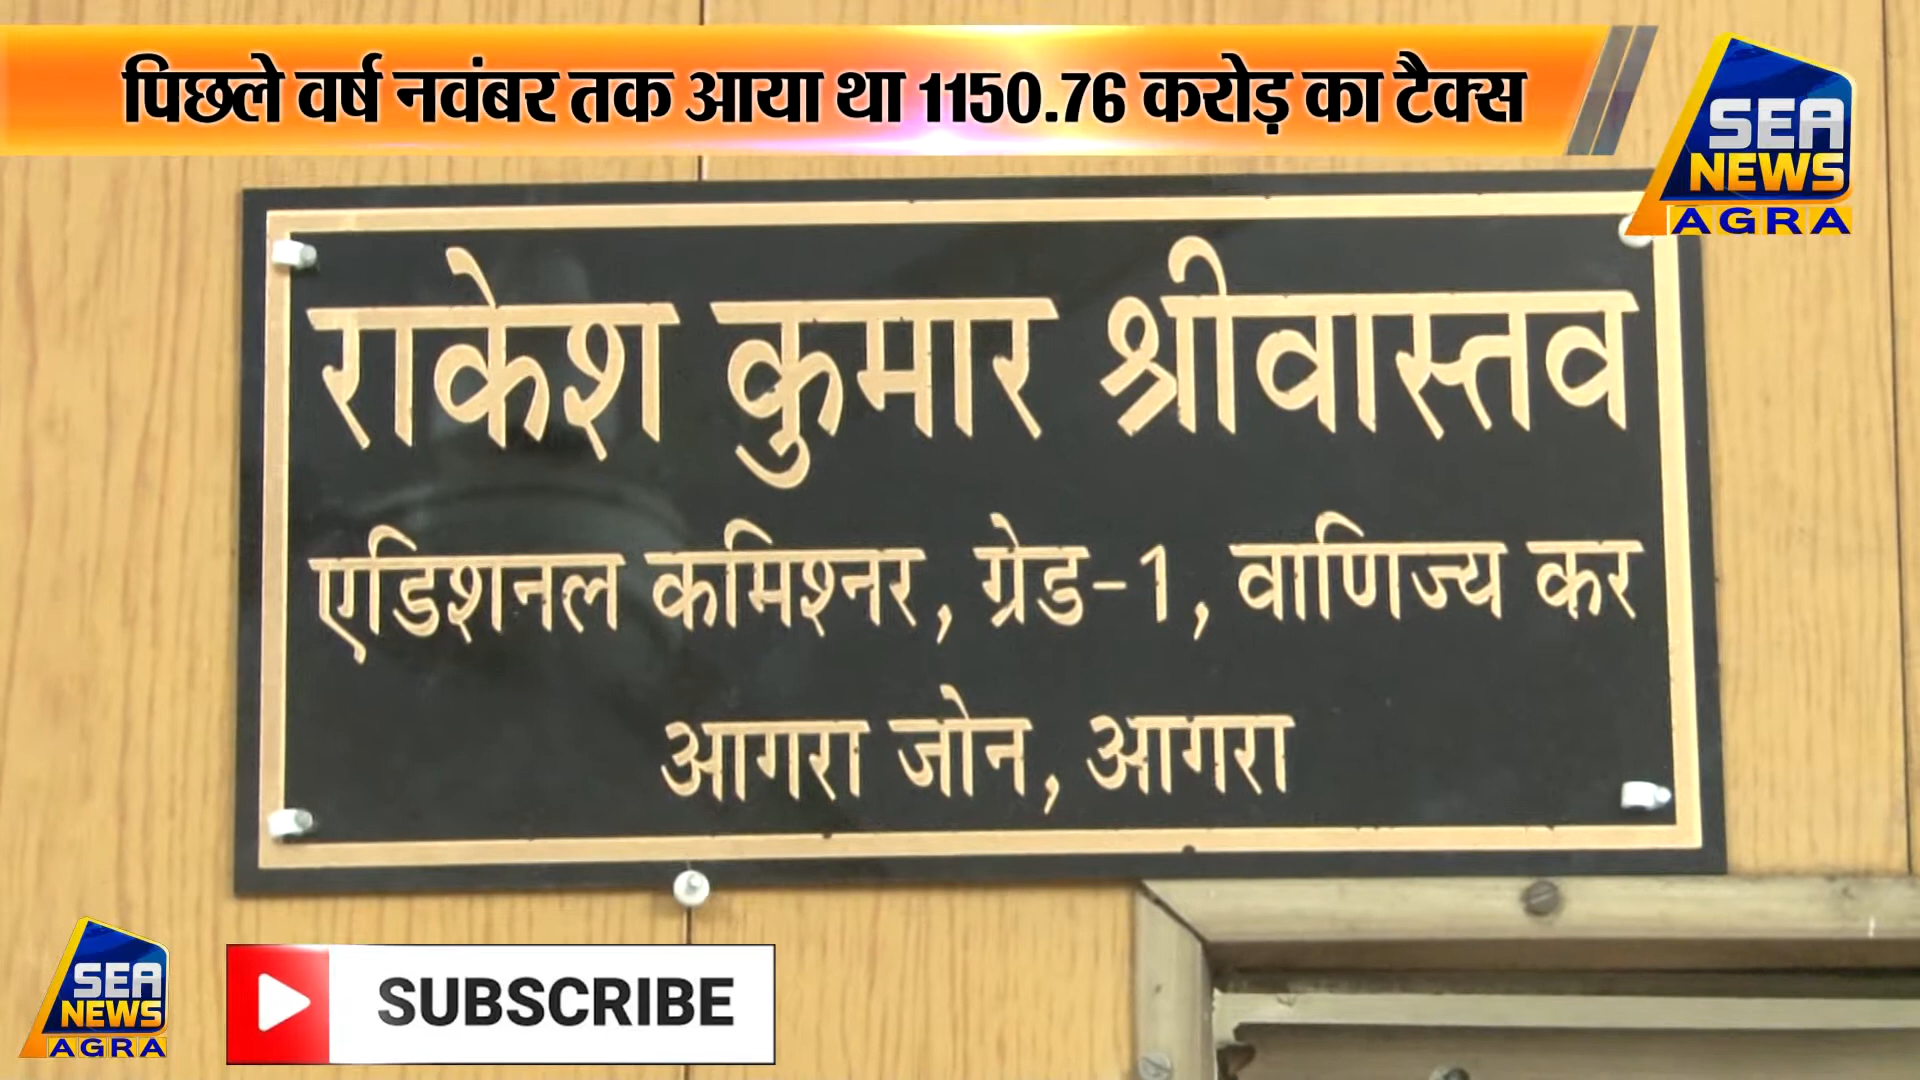 पिछले वर्ष नवंबर तक आया था 1150.76 करोड़ का टैक्स
SEA
NEWS
AGRA
राकेश कुमार श्रीवास्तव
एडिशनल कमिश्नर, ग्रेड-1, वाणिज्य कर
आगरा जोन, आगरा
SEA
NEWS
AGRA
SUBSCRIBE